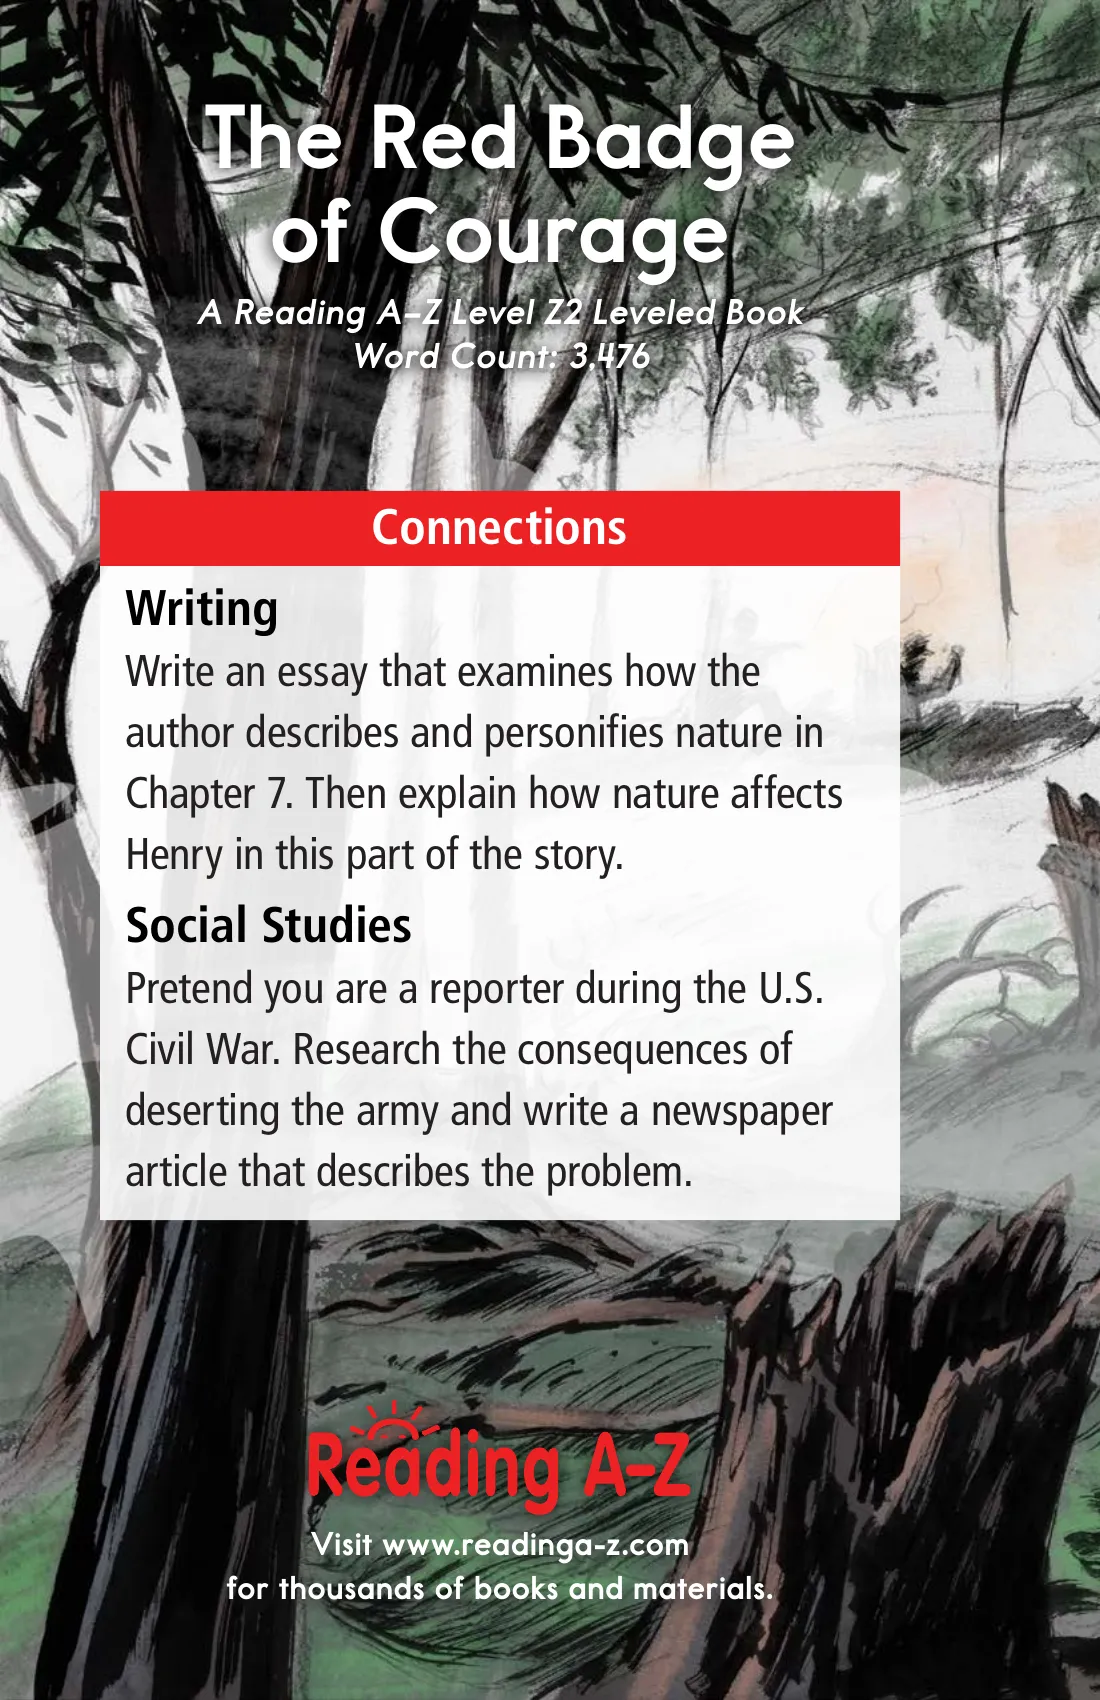 The Red Badge
of Courage
A Reading A–Z Level Z2 Leveled Book
Word Count: 3,476
Connections
Writing
Write an essay that examines how the
author describes and personifies nature in
Chapter 7. Then explain how nature affects
Henry in this part of the story.
Social Studies
Pretend you are a reporter during the U.S.
Civil War. Research the consequences of
deserting the army and write a newspaper
article that describes the problem.
Reading A–Z
Visit www.readinga-z.com
for thousands of books and materials.